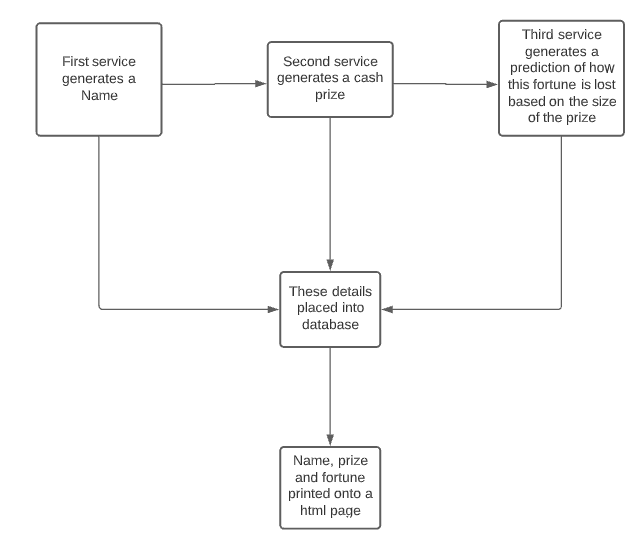 First service
generates a
Name
Second service
generates a cash
prize
Third service
generates a
prediction of how
this fortune is lost
based on the size
of the prize
These details
placed into
database
Name, prize
and fortune
printed onto a
html page